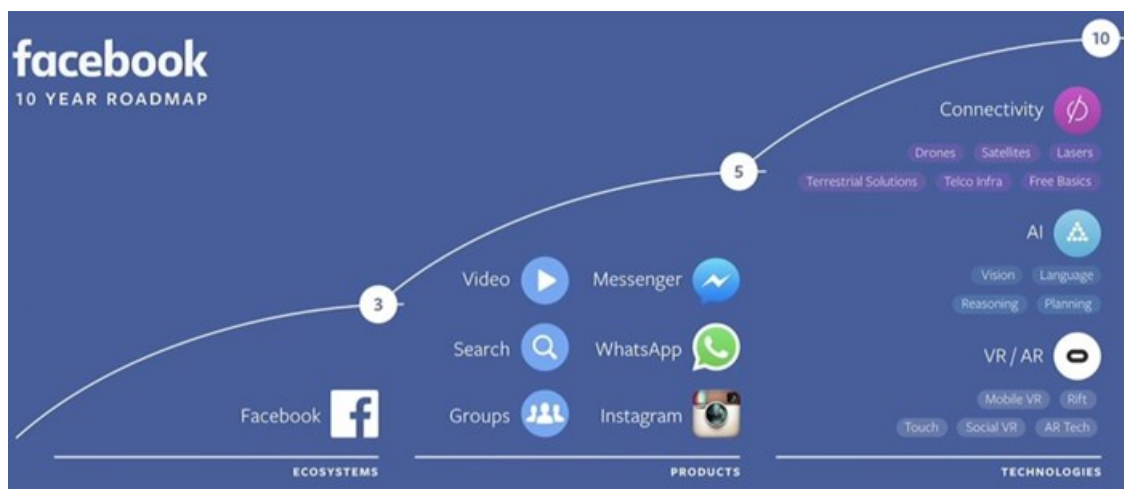 facebook
10 YEAR ROADMAP
3
5
10
Facebook
ECOSYSTEMS
Video
Messenger
Search
WhatsApp
Groups
Instagram
PRODUCTS
Connectivity
Drones Satellites Lasers
Terrestrial Solutions Telco Infra Free Basics
AI
Vision Language
Reasoning Planning
VR / AR
Mobile VR Rift
Touch Social VR AR Tech
TECHNOLOGIES